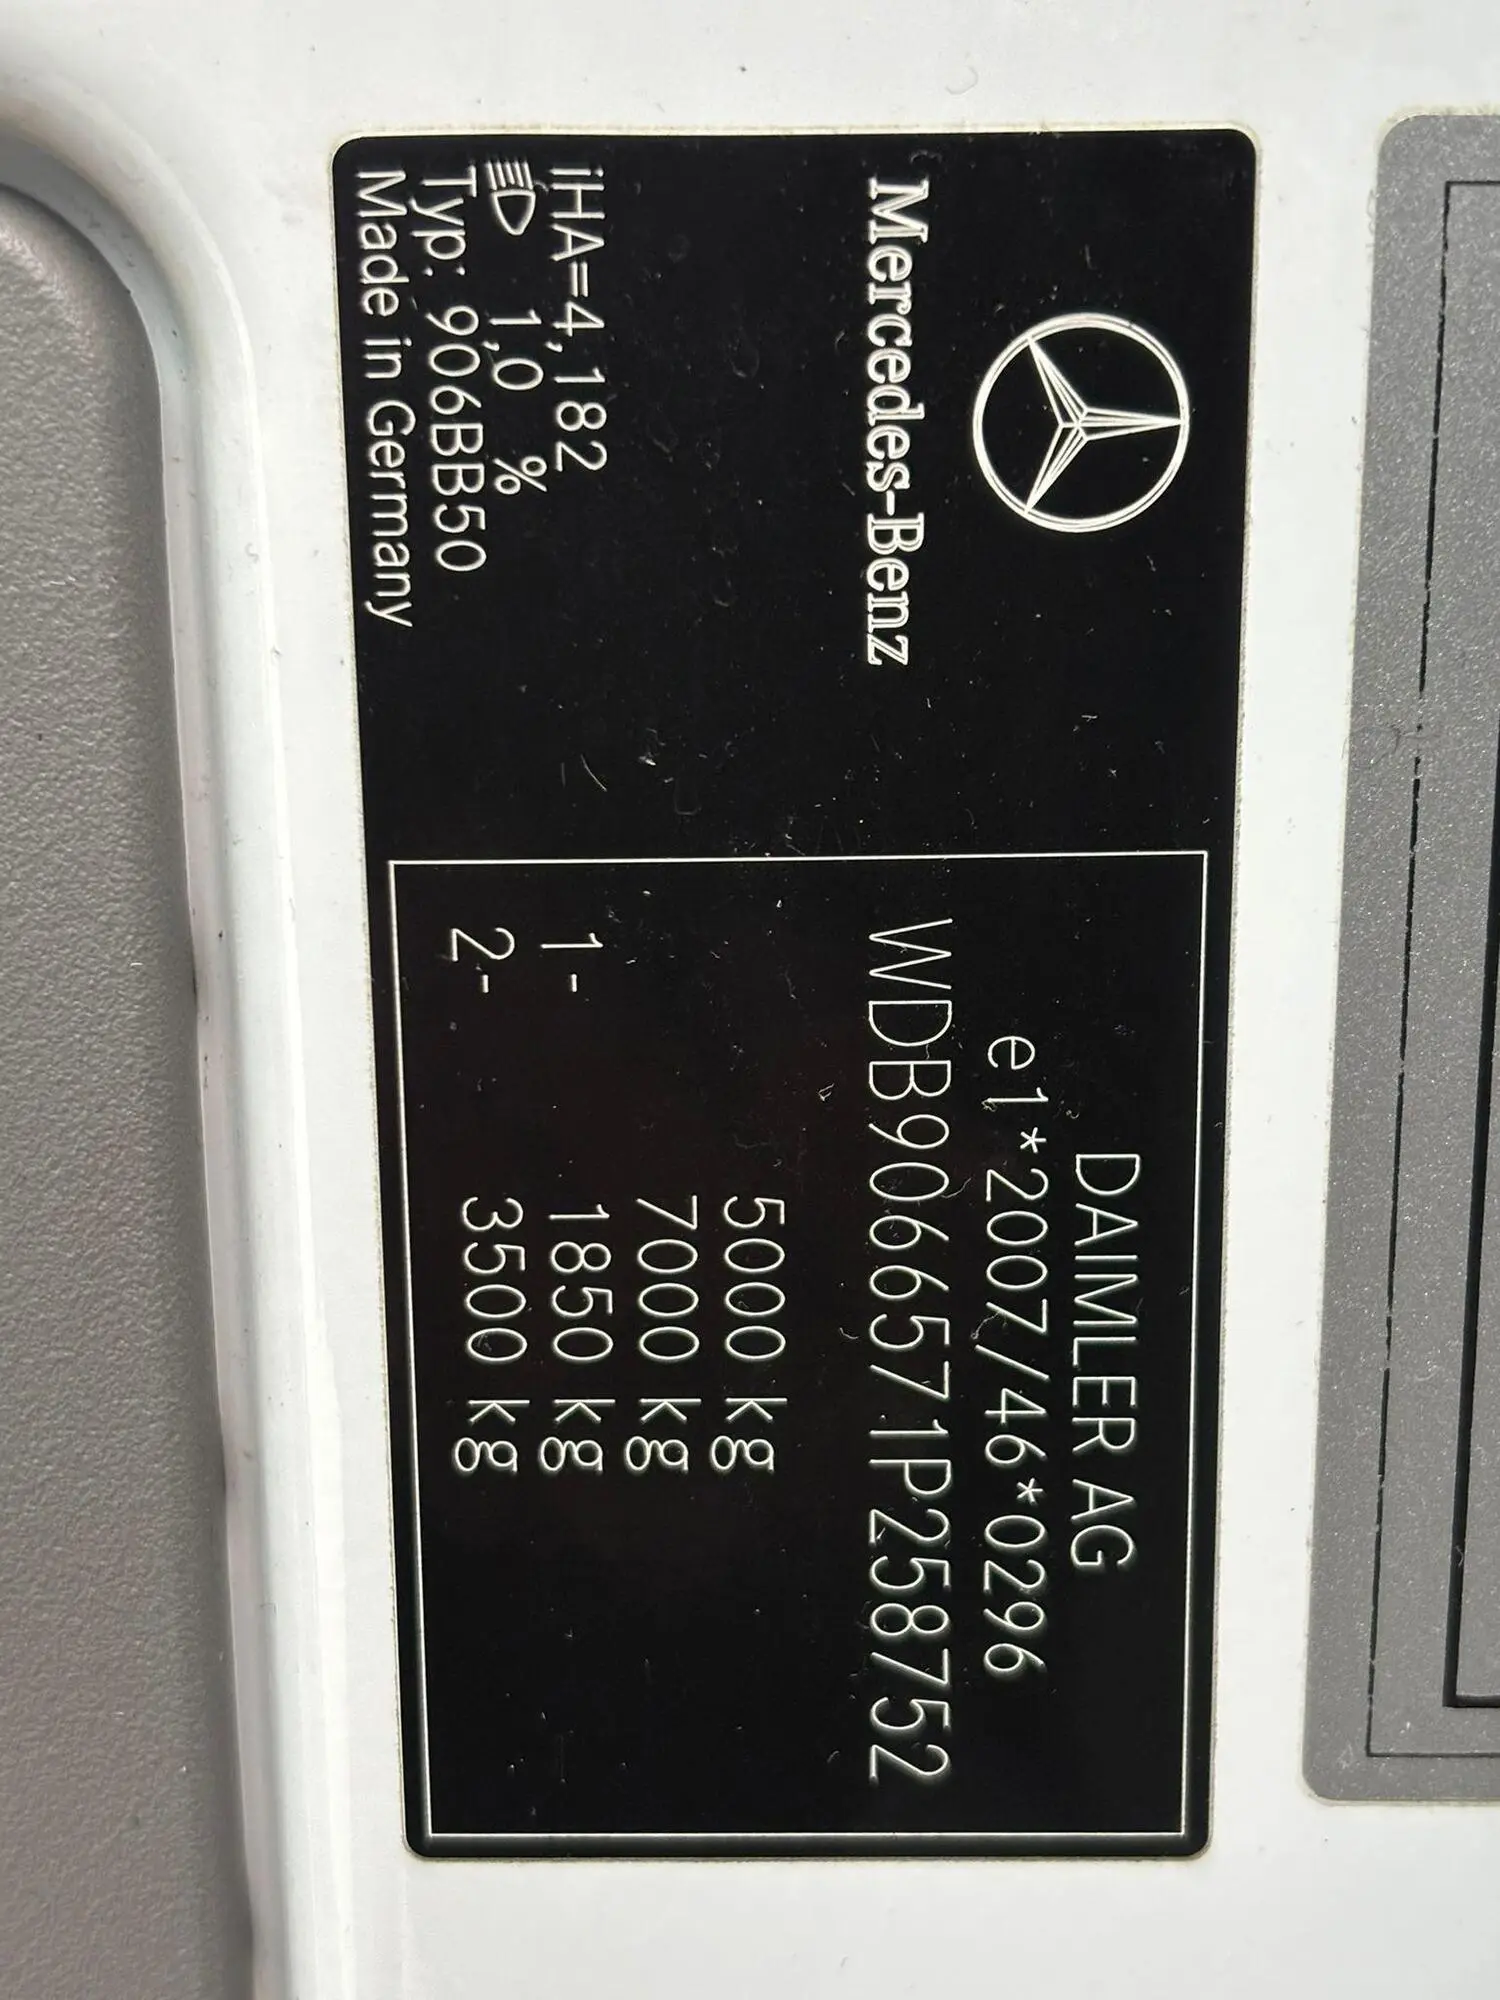 Mercedes-Benz
iHA=4,182
1,0 %
Typ: 906BB50
Made in Germany
DAIMLER AG
e1*2007/46*0296
WDB9066571P258752
5000 kg
7000 kg
1- 1850 kg
2- 3500 kg